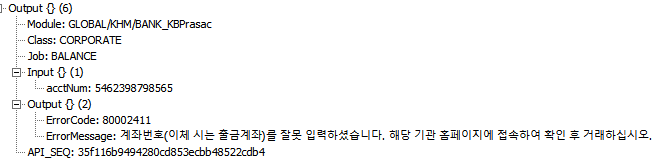 Output {} (6)
Module: GLOBAL/KHM/BANK_KBPrasac
Class: CORPORATE
Job: BALANCE
Input {} (1)
acctNum: 5462398798565
Output {} (2)
ErrorCode: 80002411
ErrorMessage: 계좌번호(이체 시는 출금계좌)를 잘못 입력하셨습니다. 해당 기관 홈페이지에 접속하여 확인 후 거래하십시오.
API_SEQ: 35f116b9494280cd853ecbb48522cdb4